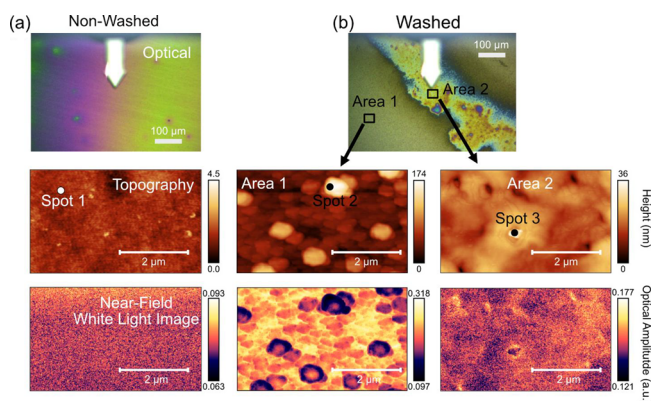 (a)
Non-Washed
Optical
100 μm
(b)
Washed
100 μm
Area 1
Area 2
Topography
Spot 1
2 μm
4.5
0.0
Area 1
Spot 2
2 μm
174
0
Area 2
Spot 3
2 μm
36
0
Height (nm)
Near-Field
White Light Image
2 μm
0.093
0.063
2 μm
0.318
0.097
2 μm
0.177
0.121
Optical Amplitude (a.u.)